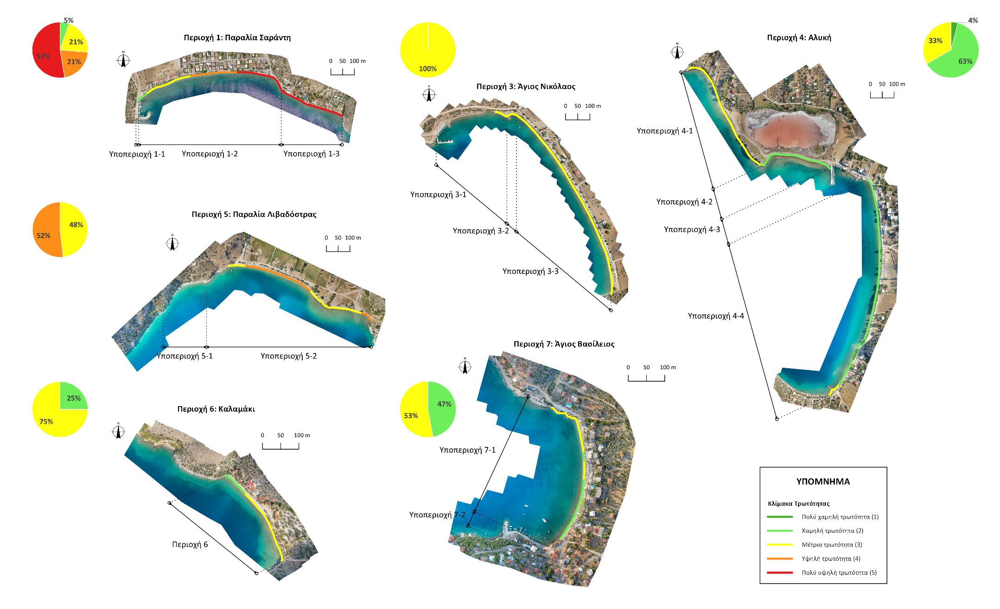 5%
21%
53%
21%
Περιοχή 1: Παραλία Σαράντη
N
0 50 100 m
Υποπεριοχή 1-1
Υποπεριοχή 1-2
Υποπεριοχή 1-3
100%
Περιοχή 3: Άγιος Νικόλαος
N
0 50 100 m
Υποπεριοχή 3-1
Υποπεριοχή 3-2
Υποπεριοχή 3-3
Περιοχή 4: Αλυκή
4%
33%
63%
N
0 50 100 m
Υποπεριοχή 4-1
Υποπεριοχή 4-2
Υποπεριοχή 4-3
Υποπεριοχή 4-4
48%
52%
Περιοχή 5: Παραλία Λιβαδόστρας
N
0 50 100 m
Υποπεριοχή 5-1
Υποπεριοχή 5-2
25%
75%
Περιοχή 6: Καλαμάκι
N
0 50 100 m
Περιοχή 6
Περιοχή 7: Άγιος Βασίλειος
N
0 50 100 m
47%
53%
Υποπεριοχή 7-1
Υποπεριοχή 7-2
ΥΠΟΜΝΗΜΑ
Κλίμακα Τρωτότητας
Πολύ χαμηλή τρωτότητα (1)
Χαμηλή τρωτότητα (2)
Μέτρια τρωτότητα (3)
Υψηλή τρωτότητα (4)
Πολύ υψηλή τρωτότητα (5)